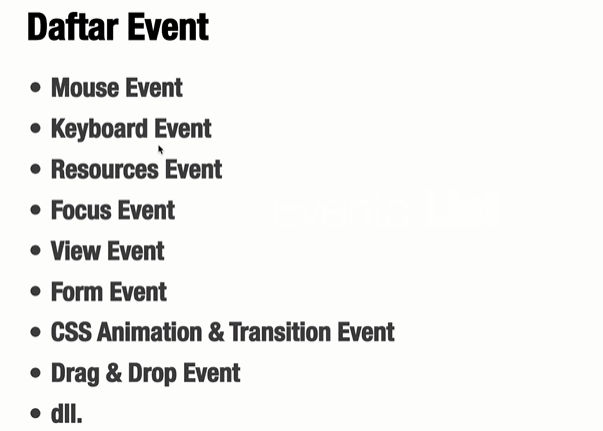 Daftar Event
• Mouse Event
• Keyboard Event
• Resources Event
• Focus Event
• View Event
• Form Event
• CSS Animation & Transition Event
• Drag & Drop Event
• dll.